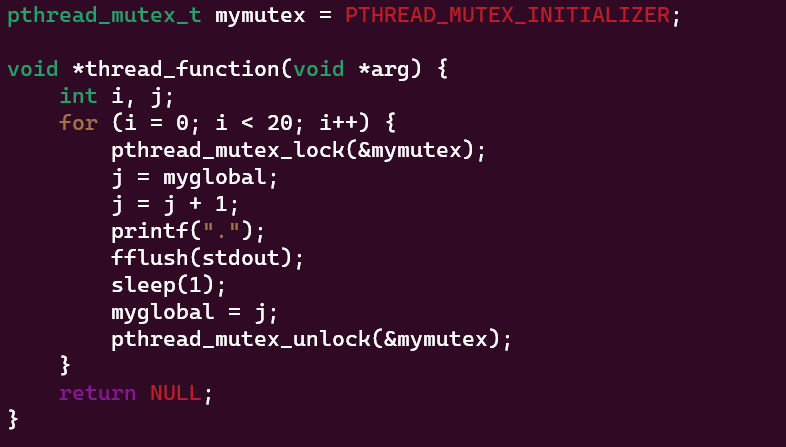 pthread_mutex_t mymutex = PTHREAD_MUTEX_INITIALIZER;

void *thread_function(void *arg) {
    int i, j;
    for (i = 0; i < 20; i++) {
        pthread_mutex_lock(&mymutex);
        j = myglobal;
        j = j + 1;
        printf(".");
        fflush(stdout);
        sleep(1);
        myglobal = j;
        pthread_mutex_unlock(&mymutex);
    }
    return NULL;
}